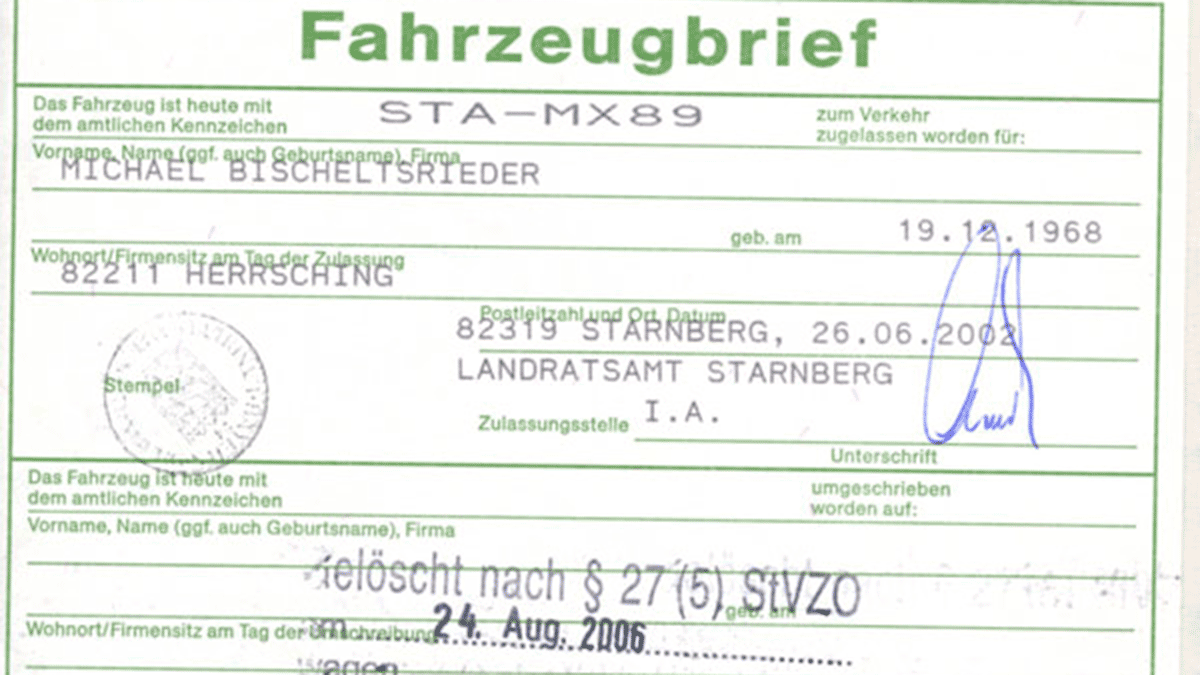 Fahrzeugbrief
Das Fahrzeug ist heute mit
dem amtlichen Kennzeichen
STA-MX89
zum Verkehr
zugelassen worden für:
Vorname, Name (ggf. auch Geburtsname), Firma
MICHAEL BISCHELTSRIEDER
geb. am 19.12.1968
Wohnort/Firmensitz am Tag der Zulassung
82211 HERRSCHING
Postleitzahl und Ort, Datum
82319 STARNBERG, 26.06.2002
LANDRATSAMT STARNBERG
Stempel
Zulassungsstelle I.A.
Unterschrift
Das Fahrzeug ist heute mit
dem amtlichen Kennzeichen
umgeschrieben
worden auf:
Vorname, Name (ggf. auch Geburtsname), Firma
nach § 27 (5) StVZO
geb. am
Wohnort/Firmensitz am Tag der Umschreibung
24. Aug. 2006